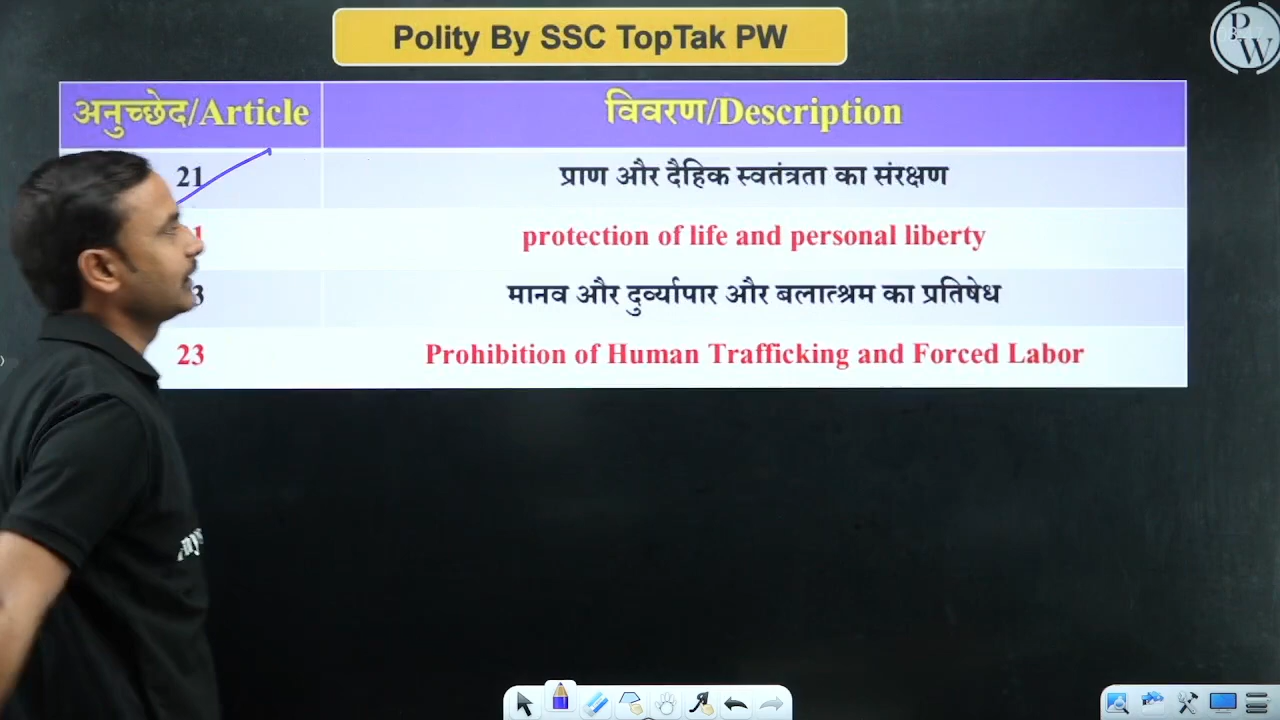 Polity By SSC TopTak PW
PW
अनुच्छेद/Article विवरण/Description
21 प्राण और दैहिक स्वतंत्रता का संरक्षण
protection of life and personal liberty
मानव और दुर्व्यापार और बलात्श्रम का प्रतिषेध
23 Prohibition of Human Trafficking and Forced Labor